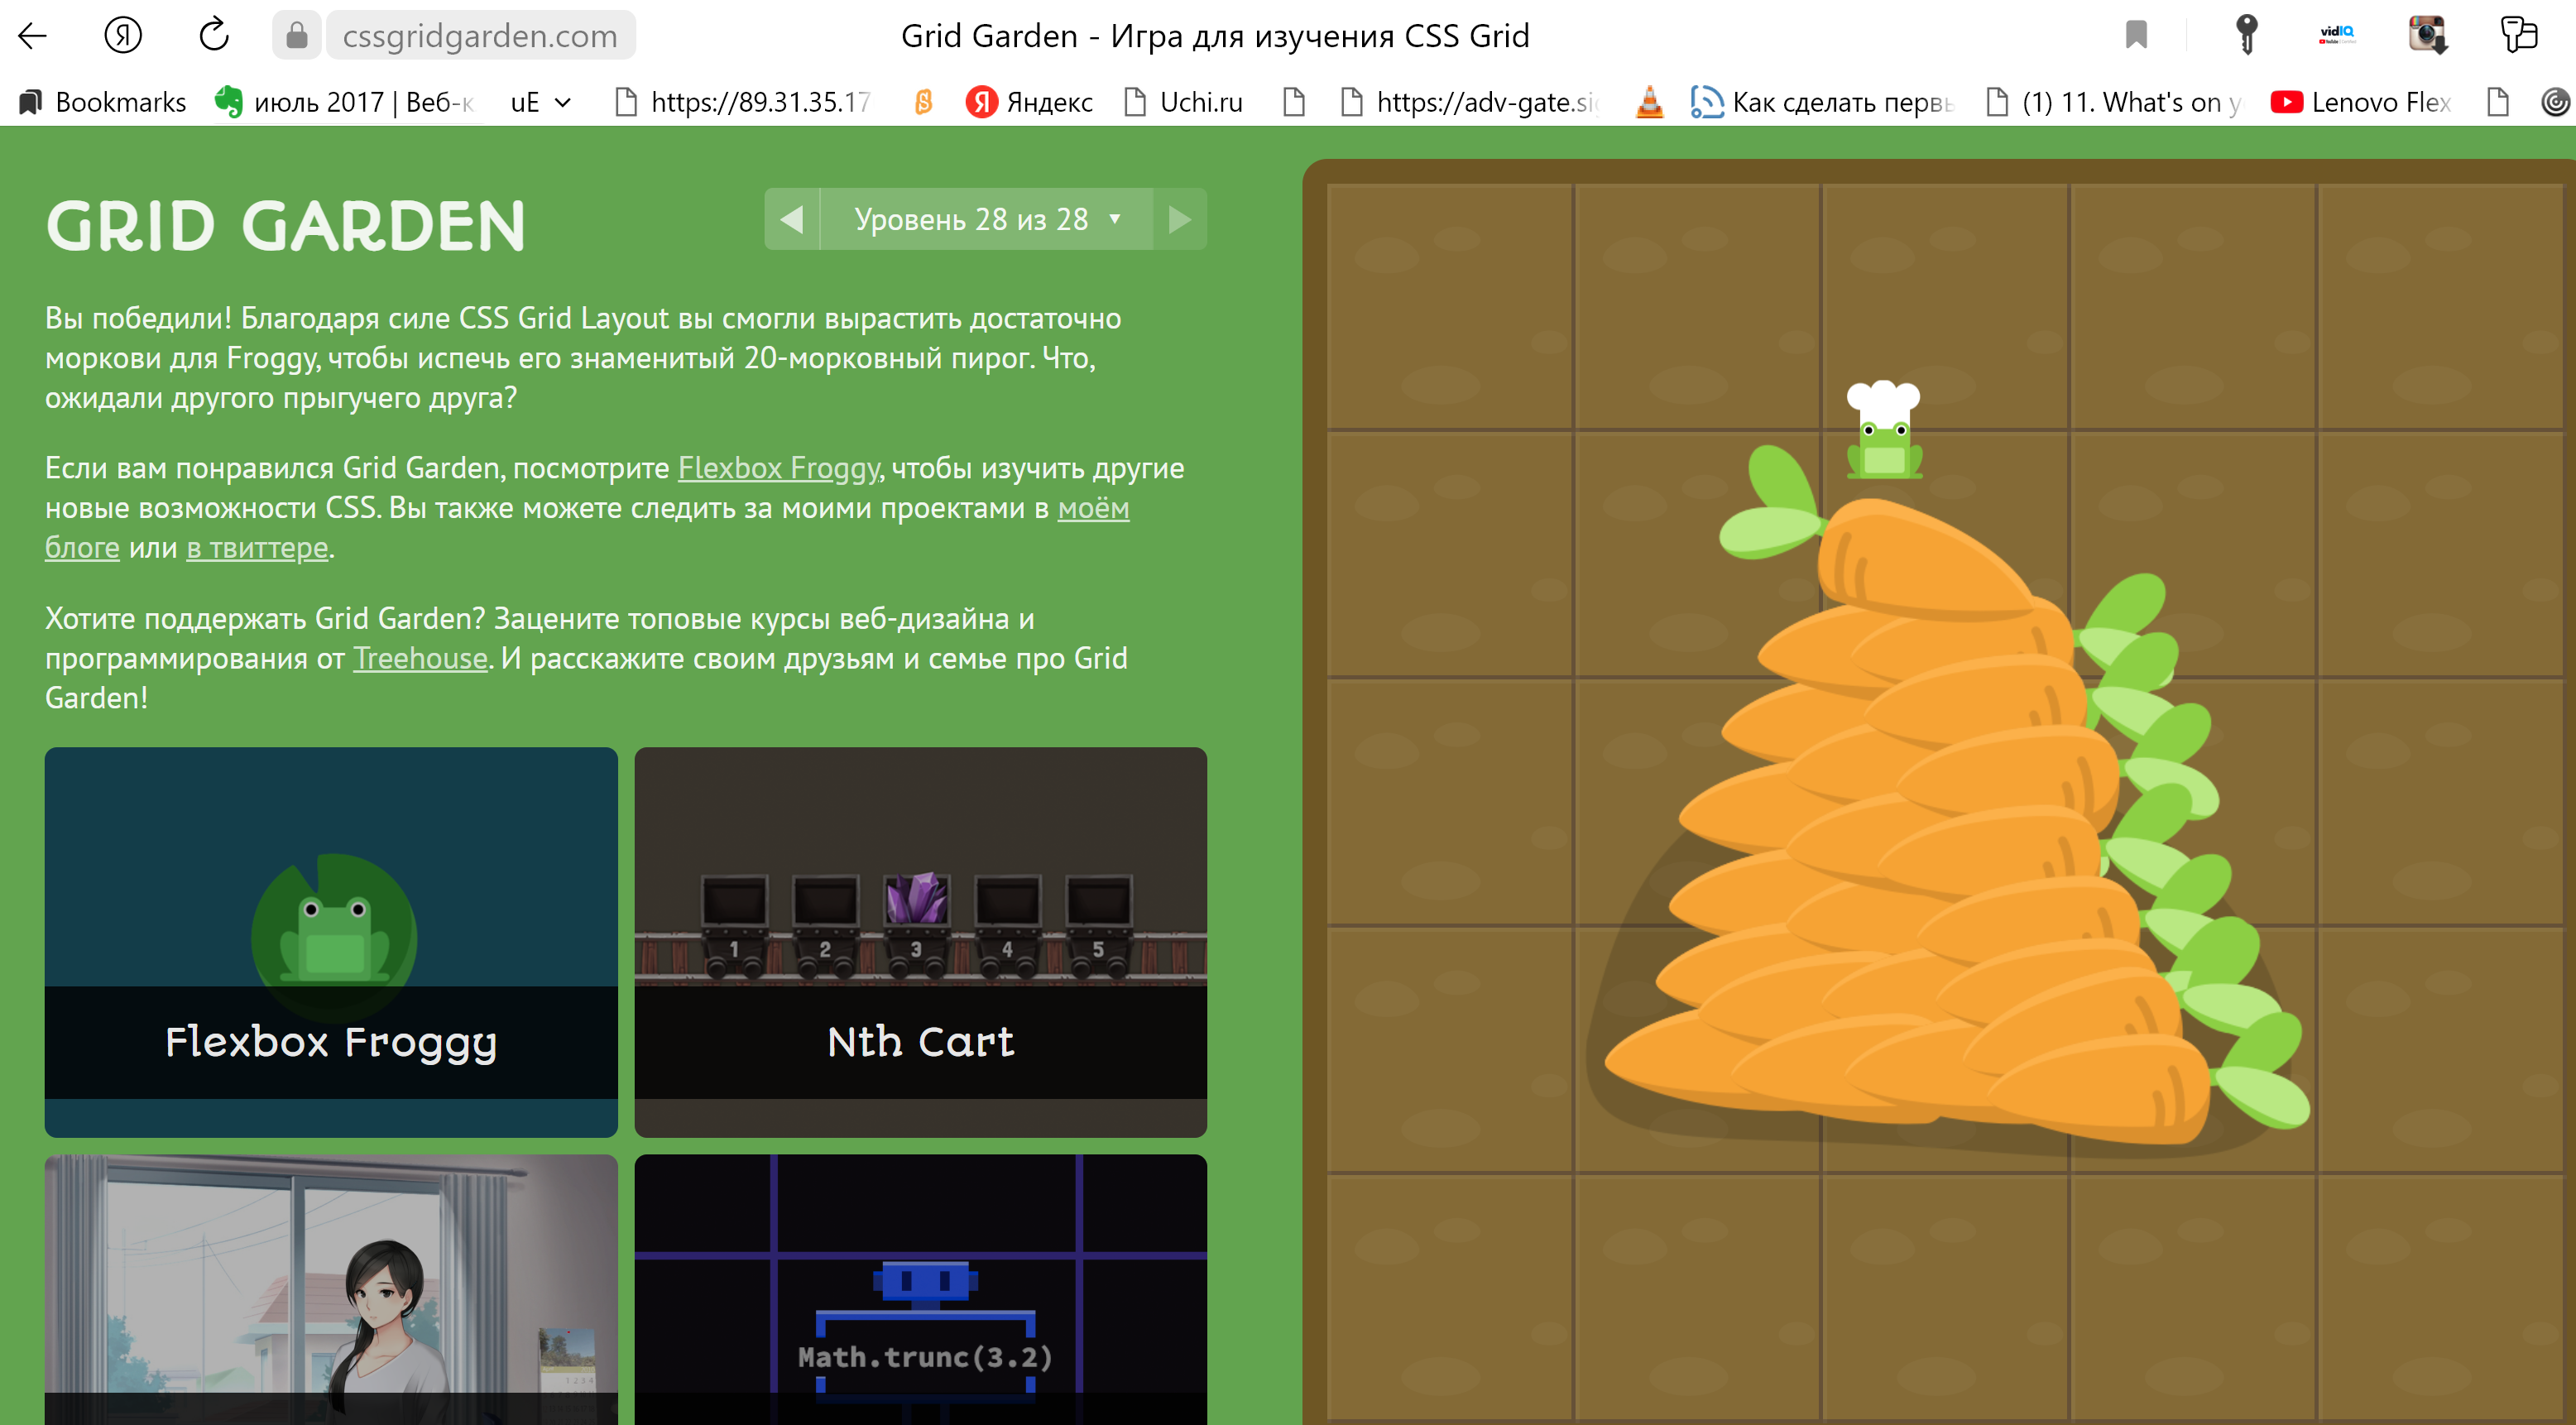 cssgridgarden.com
Grid Garden - Игра для изучения CSS Grid
vidIQ
Bookmarks
июль 2017 | Веб-к
uE
https://89.31.35.17
Яндекс
Uchi.ru
https://adv-gate.sig
Как сделать первь
(1) 11. What's on y
Lenovo Flex
GRID GARDEN
Уровень 28 из 28
Вы победили! Благодаря силе CSS Grid Layout вы смогли вырастить достаточно
моркови для Froggy, чтобы испечь его знаменитый 20-морковный пирог. Что,
ожидали другого прыгучего друга?
Если вам понравился Grid Garden, посмотрите Flexbox Froggy, чтобы изучить другие
новые возможности CSS. Вы также можете следить за моими проектами в моём
блоге или в твиттере.
Хотите поддержать Grid Garden? Зацените топовые курсы веб-дизайна и
программирования от Treehouse. И расскажите своим друзьям и семье про Grid
Garden!
1 2 3 4 5
Flexbox Froggy
Nth Cart
Math.trunc(3.2)